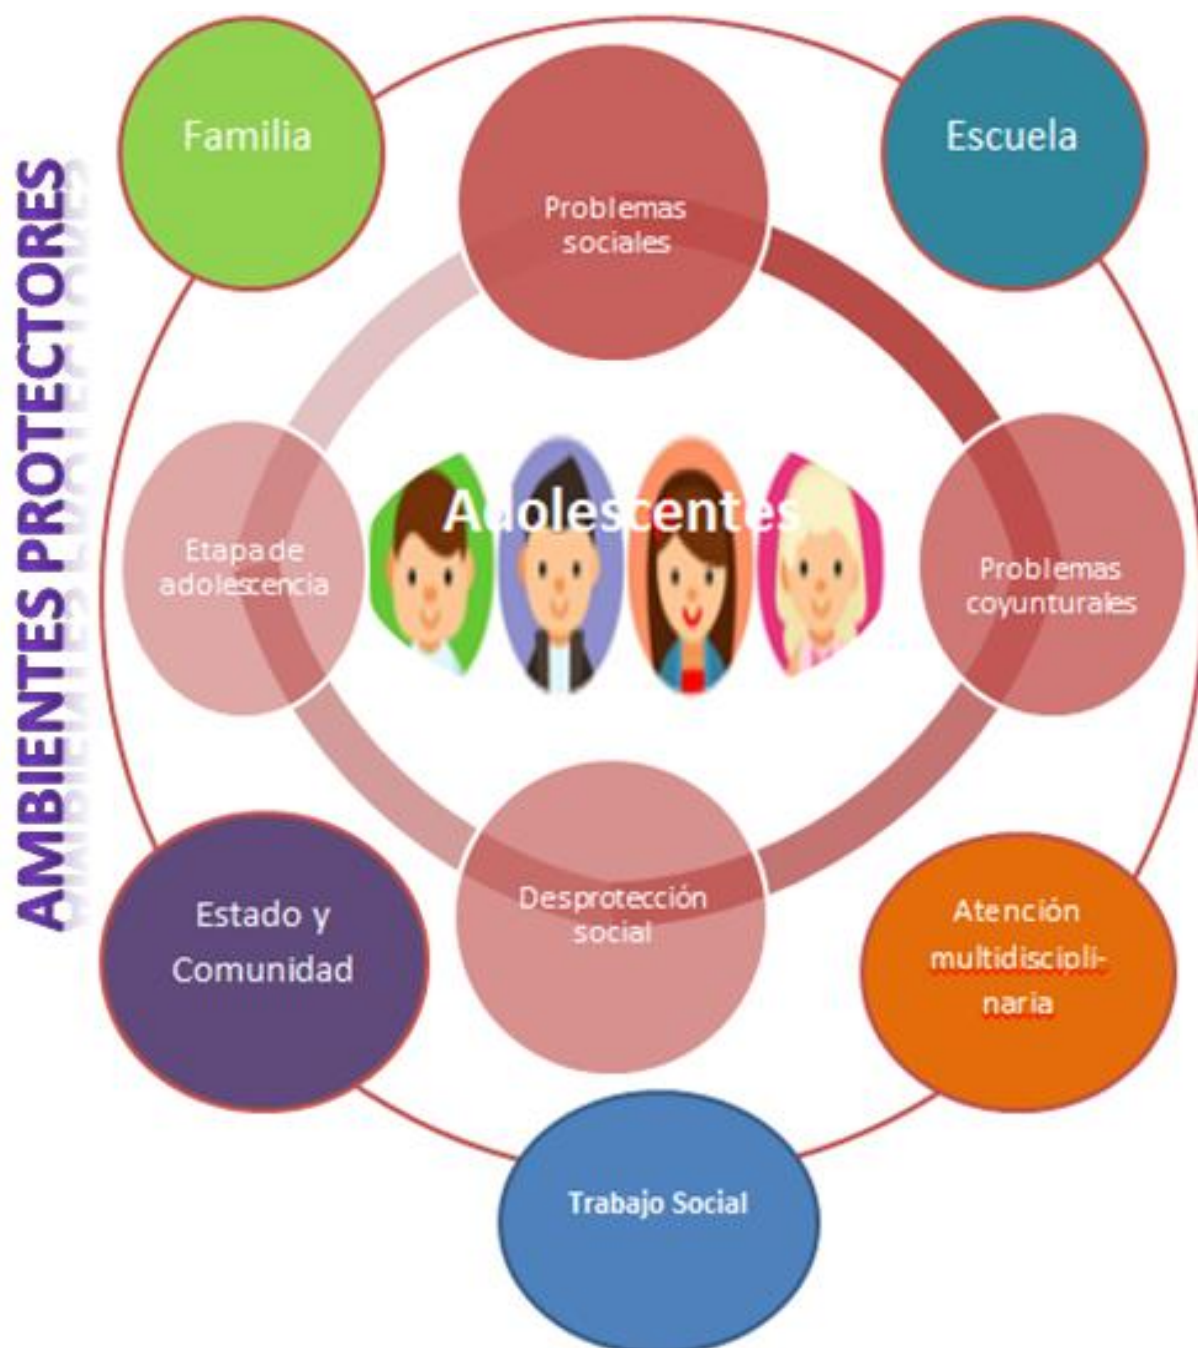 AMBIENTES PROTECTORES
Familia
Escuela
Problemas
sociales
Adolescentes
Etapa de
adolescencia
Problemas
coyunturales
Desprotección
social
Estado y
Comunidad
Atención
multidiscipli-
naria
Trabajo Social